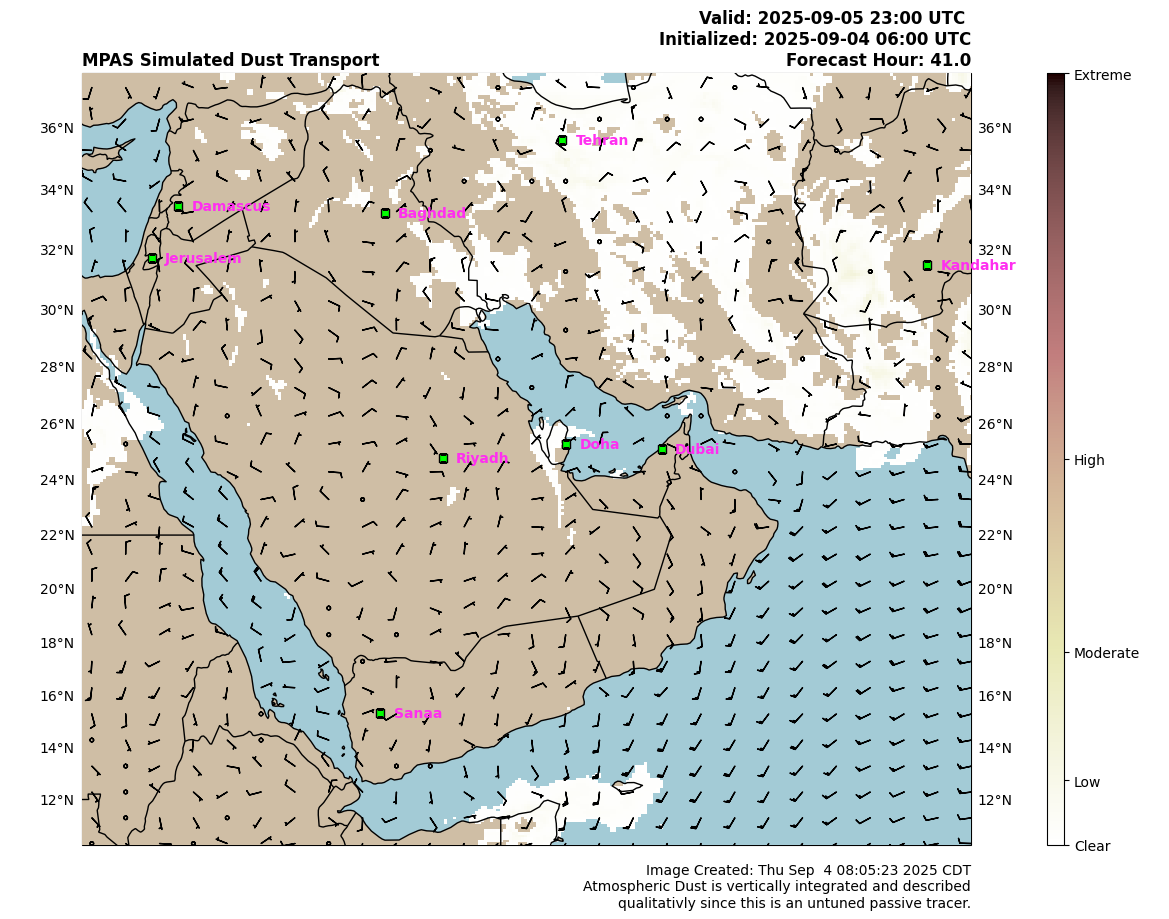 Valid: 2025-09-05 23:00 UTC
Initialized: 2025-09-04 06:00 UTC
MPAS Simulated Dust Transport
Forecast Hour: 41.0
36°N
34°N
32°N
30°N
28°N
26°N
24°N
22°N
20°N
18°N
16°N
14°N
12°N
Tehran
Damascus
Baghdad
Jerusalem
Kandahar
Doha
Dubai
Riyadh
Sanaa
36°N
34°N
32°N
30°N
28°N
26°N
24°N
22°N
20°N
18°N
16°N
14°N
12°N
Extreme
High
Moderate
Low
Clear
Image Created: Thu Sep  4 08:05:23 2025 CDT
Atmospheric Dust is vertically integrated and described
qualitativly since this is an untuned passive tracer.